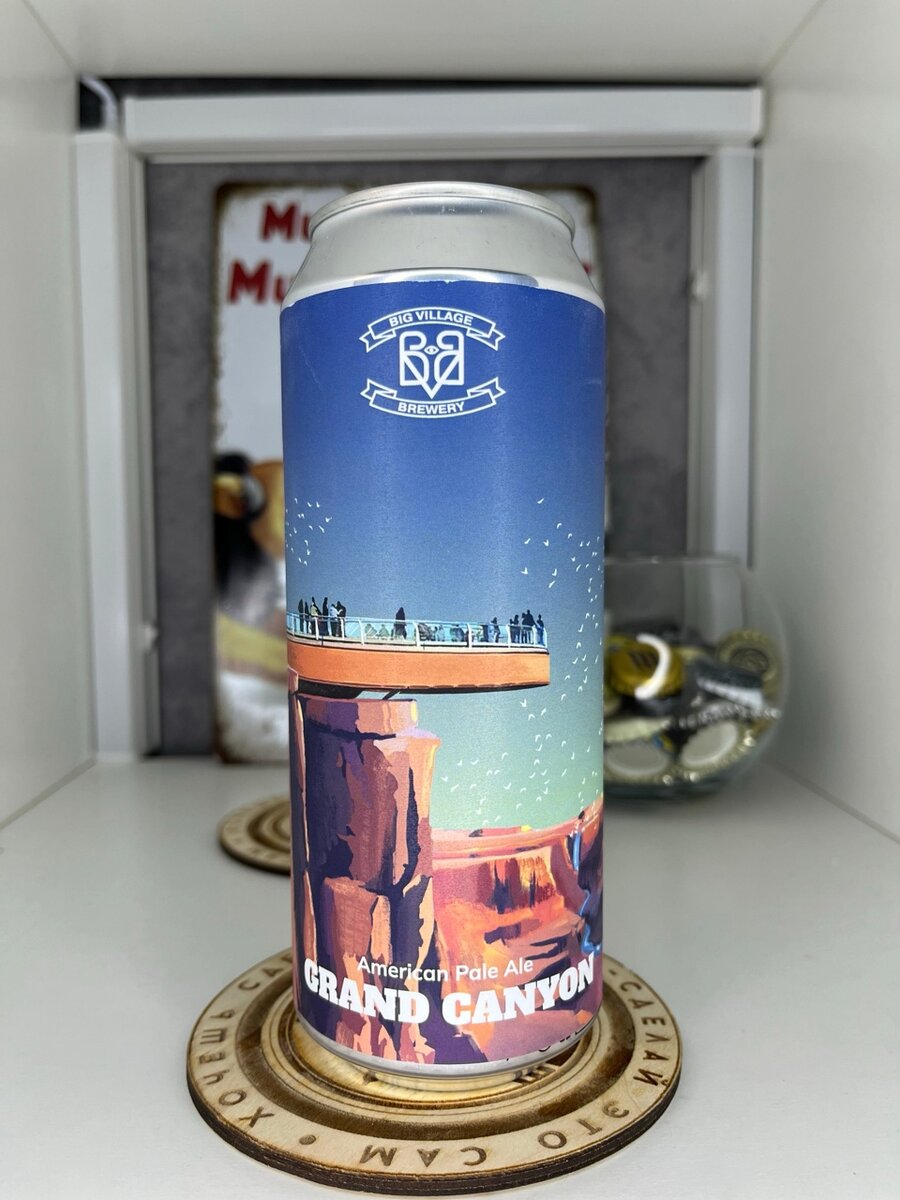 BIG VILLAGE
BREWERY
American Pale Ale
GRAND CANYON
ХОЧЕШЬ
СДЕЛАЙ ЭТО САМ